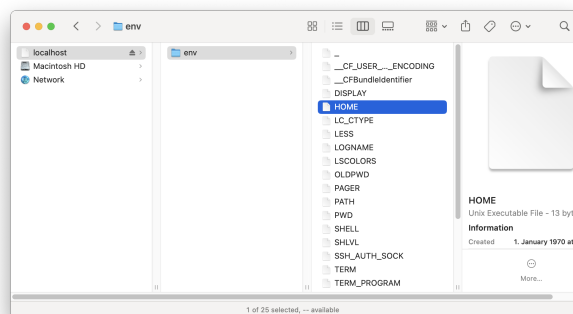 env
localhost
Macintosh HD
Network
env
_
__CF_USER_..._ENCODING
__CFBundleIdentifier
DISPLAY
HOME
LC_CTYPE
LESS
LOGNAME
LSCOLORS
OLDPWD
PAGER
PATH
PWD
SHELL
SHLVL
SSH_AUTH_SOCK
TERM
TERM_PROGRAM
HOME
Unix Executable File - 13 byt
Information
Created 1. January 1970 at
More...
1 of 25 selected, -- available